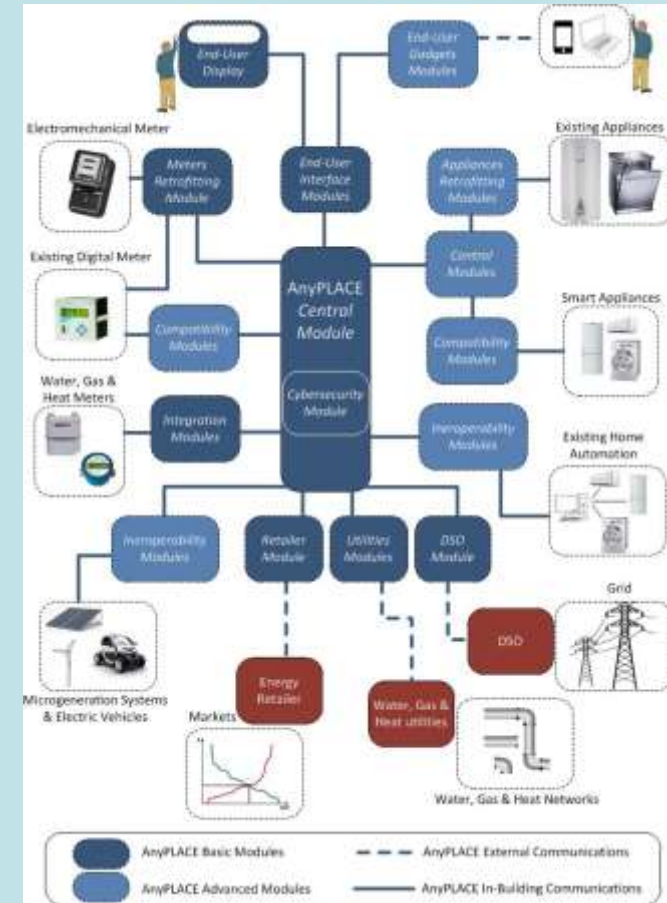 End-User
Display
End-User
Gadgets
Modules
Electromechanical Meter
Meters
Retrofitting
Module
End-User
Interface
Modules
Appliances
Retrofitting
Modules
Existing Appliances
Existing Digital Meter
Compatibility
Modules
AnyPLACE
Central
Module
Cybersecurity
Module
Control
Modules
Compatibility
Modules
Smart Appliances
Water, Gas &
Heat Meters
Integration
Modules
Ineroperability
Modules
Existing Home
Automation
Ineroperability
Modules
Retailer
Module
Utilities
Modules
DSO
Module
Microgeneration Systems
& Electric Vehicles
Energy
Retailer
Water, Gas &
Heat utilities
DSO
Grid
Markets
Water, Gas & Heat Networks
AnyPLACE Basic Modules
AnyPLACE External Communications
AnyPLACE Advanced Modules
AnyPLACE In-Building Communications